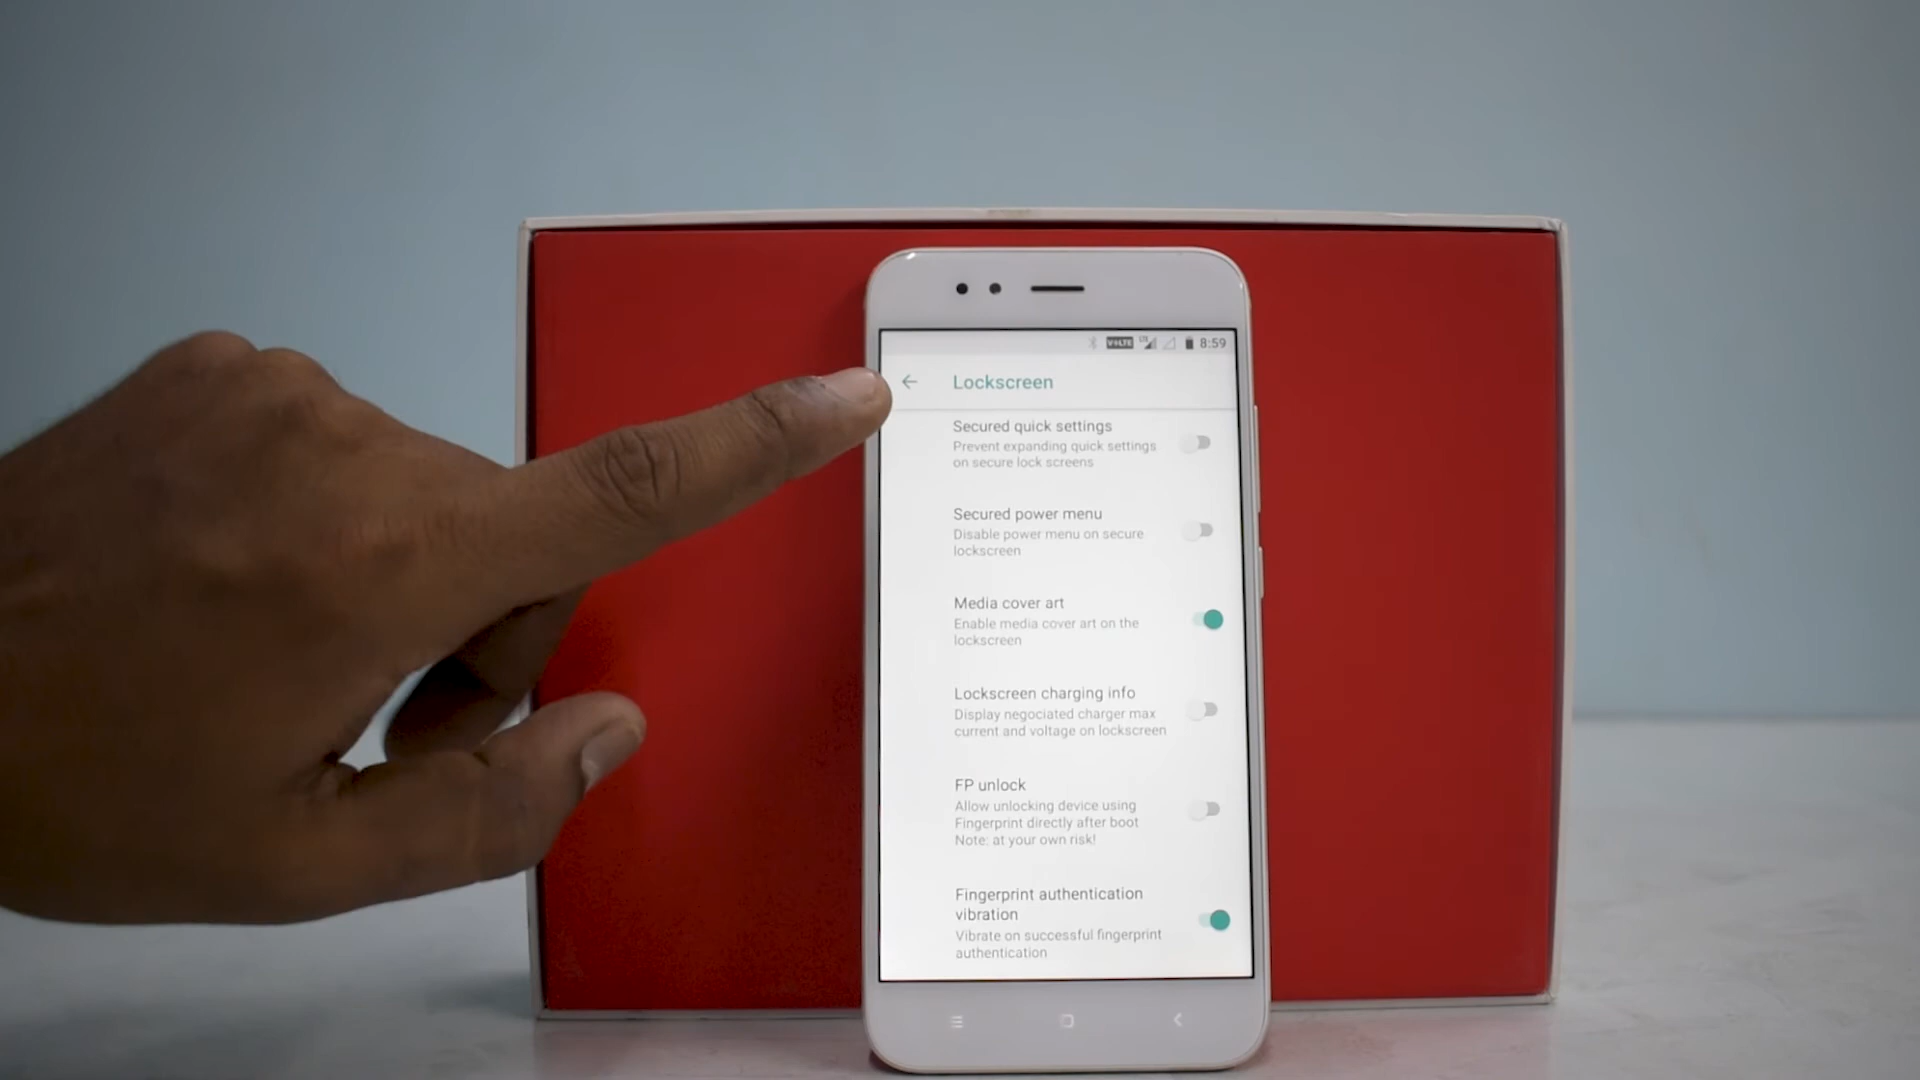 VoLTE LTE 8:59
Lockscreen
Secured quick settings
Prevent expanding quick settings
on secure lock screens
Secured power menu
Disable power menu on secure
lockscreen
Media cover art
Enable media cover art on the
lockscreen
Lockscreen charging info
Display negociated charger max
current and voltage on lockscreen
FP unlock
Allow unlocking device using
Fingerprint directly after boot
Note: at your own risk!
Fingerprint authentication
vibration
Vibrate on successful fingerprint
authentication